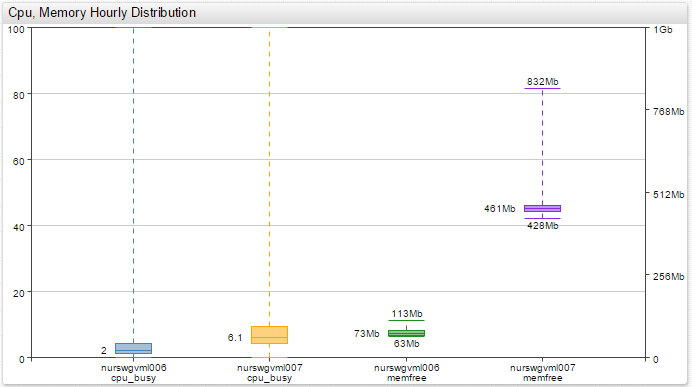 Cpu, Memory Hourly Distribution
100
1Gb
832Mb
80
768Mb
60
512Mb
461Mb
40
428Mb
256Mb
20
113Mb
73Mb
6.1
63Mb
2
0
0
nurswgvml006
cpu_busy
nurswgvml007
cpu_busy
nurswgvml006
memfree
nurswgvml007
memfree